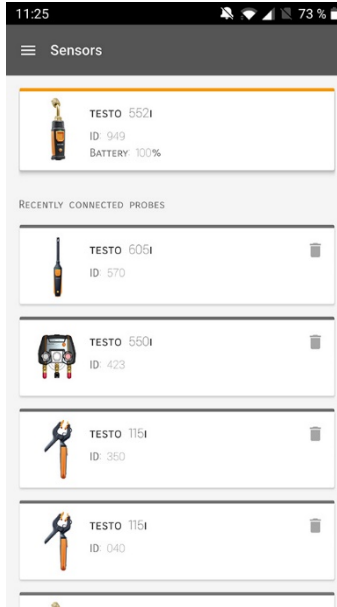 11:25 73 %
Sensors
TESTO 552I
ID: 949
BATTERY: 100%
RECENTLY CONNECTED PROBES
TESTO 605I
ID: 570
TESTO 550I
ID: 423
TESTO 115I
ID: 350
TESTO 115I
ID: 040